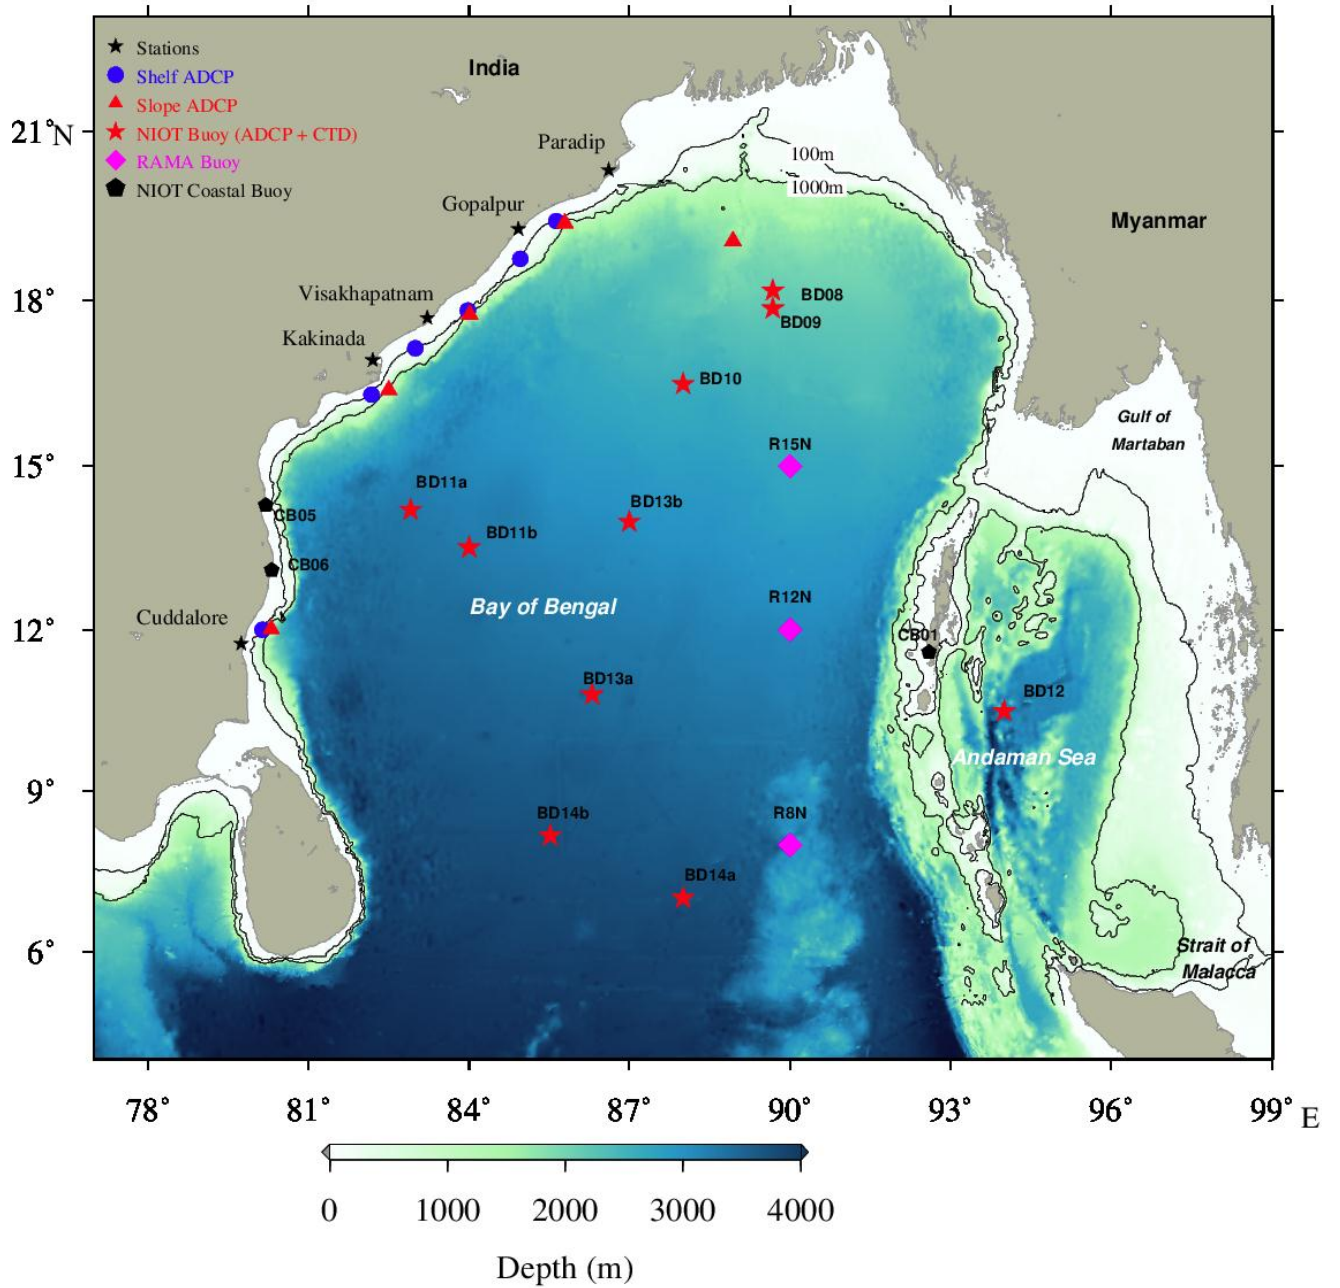 Stations
India
Shelf ADCP
Slope ADCP
21°N
NIOT Buoy (ADCP + CTD)
Paradip
100m
RAMA Buoy
1000m
NIOT Coastal Buoy
Gopalpur
Myanmar
18°
Visakhapatnam
BD08
BD09
Kakinada
BD10
Gulf of
Martaban
R15N
15°
BD11a
BD13b
CB05
BD11b
CB06
R12N
Bay of Bengal
Cuddalore
12°
CB01
BD13a
BD12
Andaman Sea
9°
BD14b
R8N
BD14a
6°
Strait of
Malacca
78° 81° 84° 87° 90° 93° 96° 99° E
0 1000 2000 3000 4000
Depth (m)